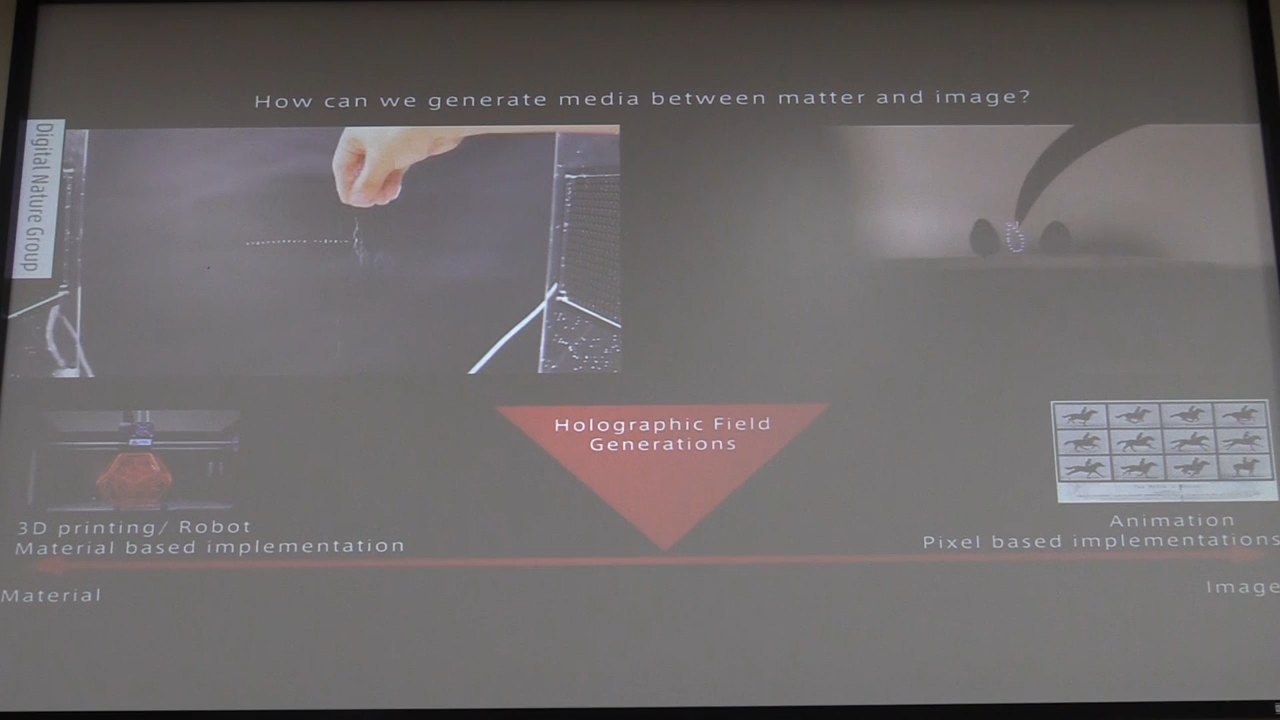 How can we generate media between matter and image?
Digital Nature Group
Holographic Field
Generations
3D printing/ Robot
Material based implementation
Animation
Pixel based implementations
Material
Image